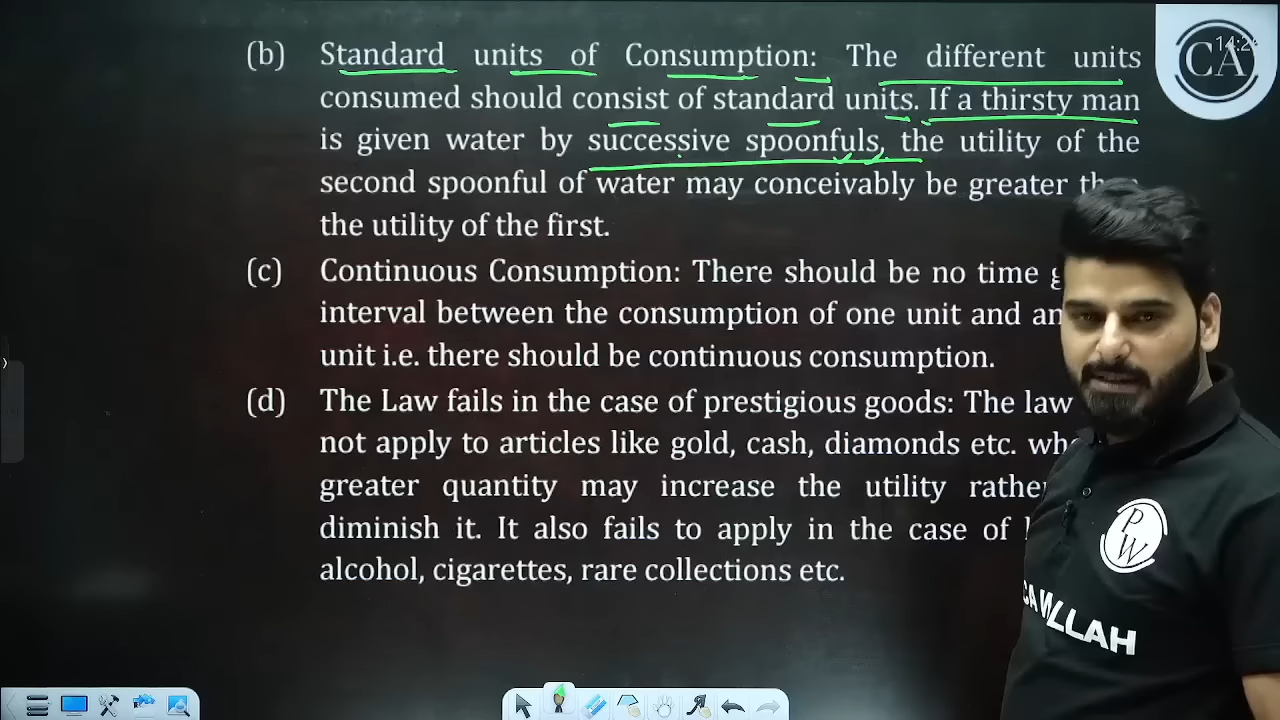 (b) Standard units of Consumption: The different units
consumed should consist of standard units. If a thirsty man
is given water by successive spoonfuls, the utility of the
second spoonful of water may conceivably be greater
the utility of the first.
(c) Continuous Consumption: There should be no time
interval between the consumption of one unit and
unit i.e. there should be continuous consumption.
(d) The Law fails in the case of prestigious goods: The law
not apply to articles like gold, cash, diamonds etc.
greater quantity may increase the utility
diminish it. It also fails to apply in the case of
alcohol, cigarettes, rare collections etc.
CA
PW
WALLAH